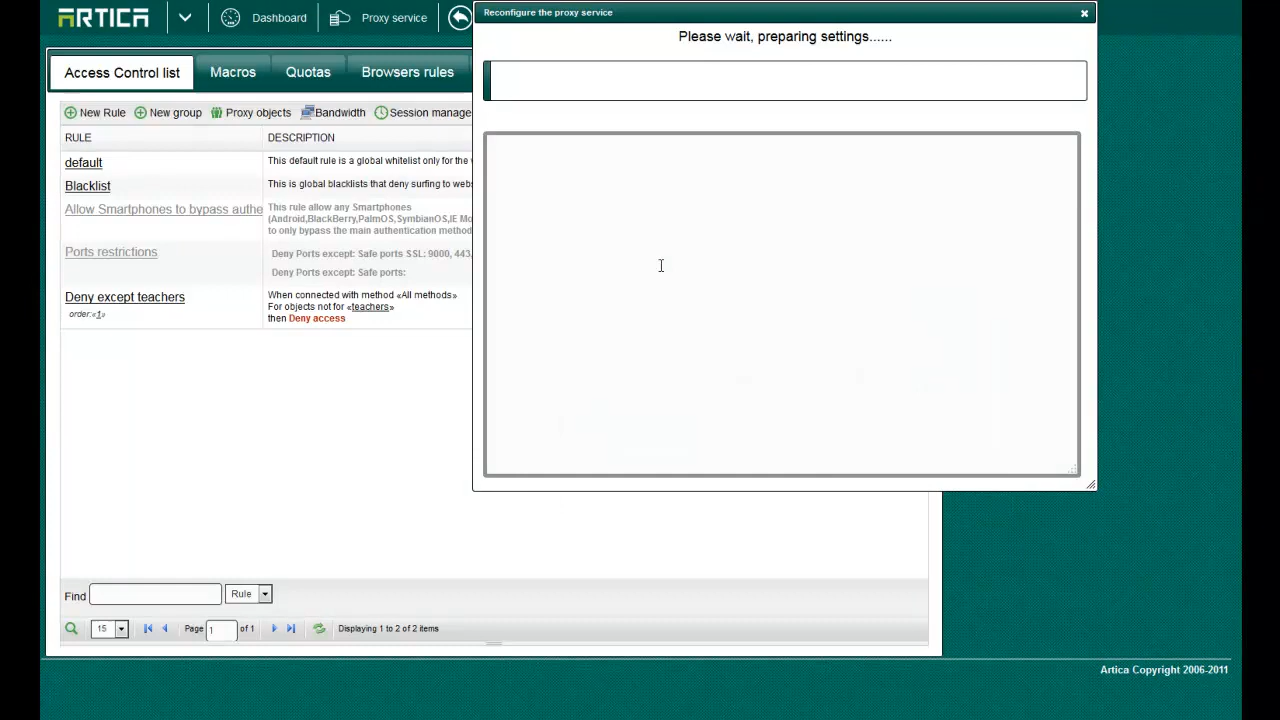 ARTICA
Dashboard
Proxy service
Reconfigure the proxy service
Please wait, preparing settings......
Access Control list
Macros
Quotas
Browsers rules
New Rule
New group
Proxy objects
Bandwidth
Session manage
RULE
DESCRIPTION
default
This default rule is a global whitelist only for the
Blacklist
This is global blacklists that deny surfing to
Allow Smartphones to bypass authe
This rule allow any Smartphones
(Android,BlackBerry,PalmOS,SymbianOS,IE Mo
to only bypass the main authentication method
Ports restrictions
Deny Ports except: Safe ports SSL: 9000, 443,
Deny Ports except: Safe ports:
Deny except teachers
order:«1»
When connected with method «All methods»
For objects not for «teachers»
then Deny access
Find
Rule
15
Page 1 of 1
Displaying 1 to 2 of 2 items
Artica Copyright 2006-2011